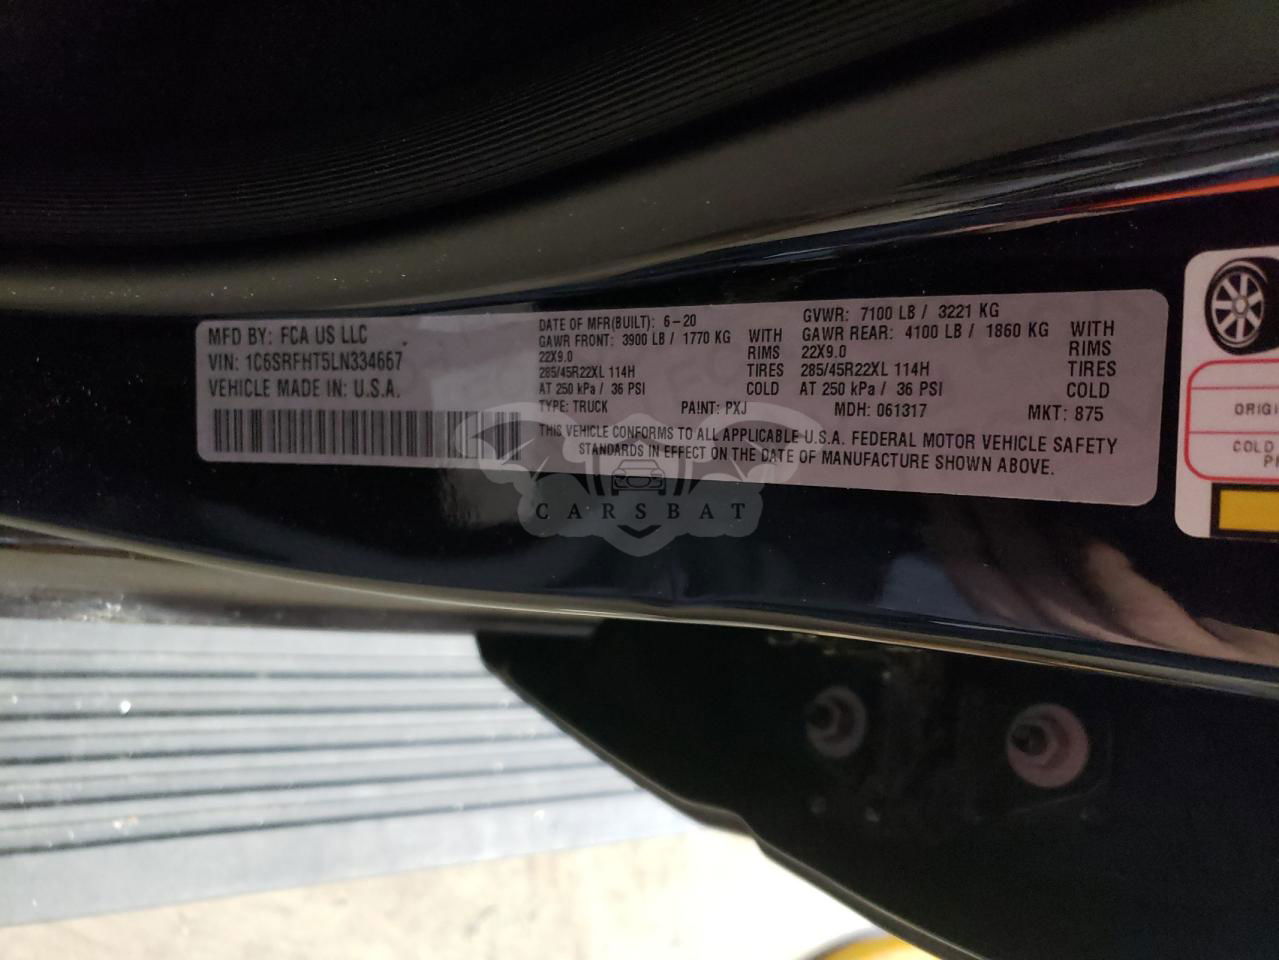 MFD BY: FCA US LLC
VIN: 1C6SRFHT5LN334667
VEHICLE MADE IN: U.S.A.
DATE OF MFR(BUILT): 6-20
GAWR FRONT: 3900 LB / 1770 KG WITH
22X9.0 RIMS
285/45R22XL 114H TIRES
AT 250 kPa / 36 PSI COLD
TYPE: TRUCK PAINT: PXJ
GVWR: 7100 LB / 3221 KG
GAWR REAR: 4100 LB / 1860 KG WITH
22X9.0 RIMS
285/45R22XL 114H TIRES
AT 250 kPa / 36 PSI COLD
MDH: 061317 MKT: 875
THIS VEHICLE CONFORMS TO ALL APPLICABLE U.S.A. FEDERAL MOTOR VEHICLE SAFETY
STANDARDS IN EFFECT ON THE DATE OF MANUFACTURE SHOWN ABOVE.
CARSBAT
COLD